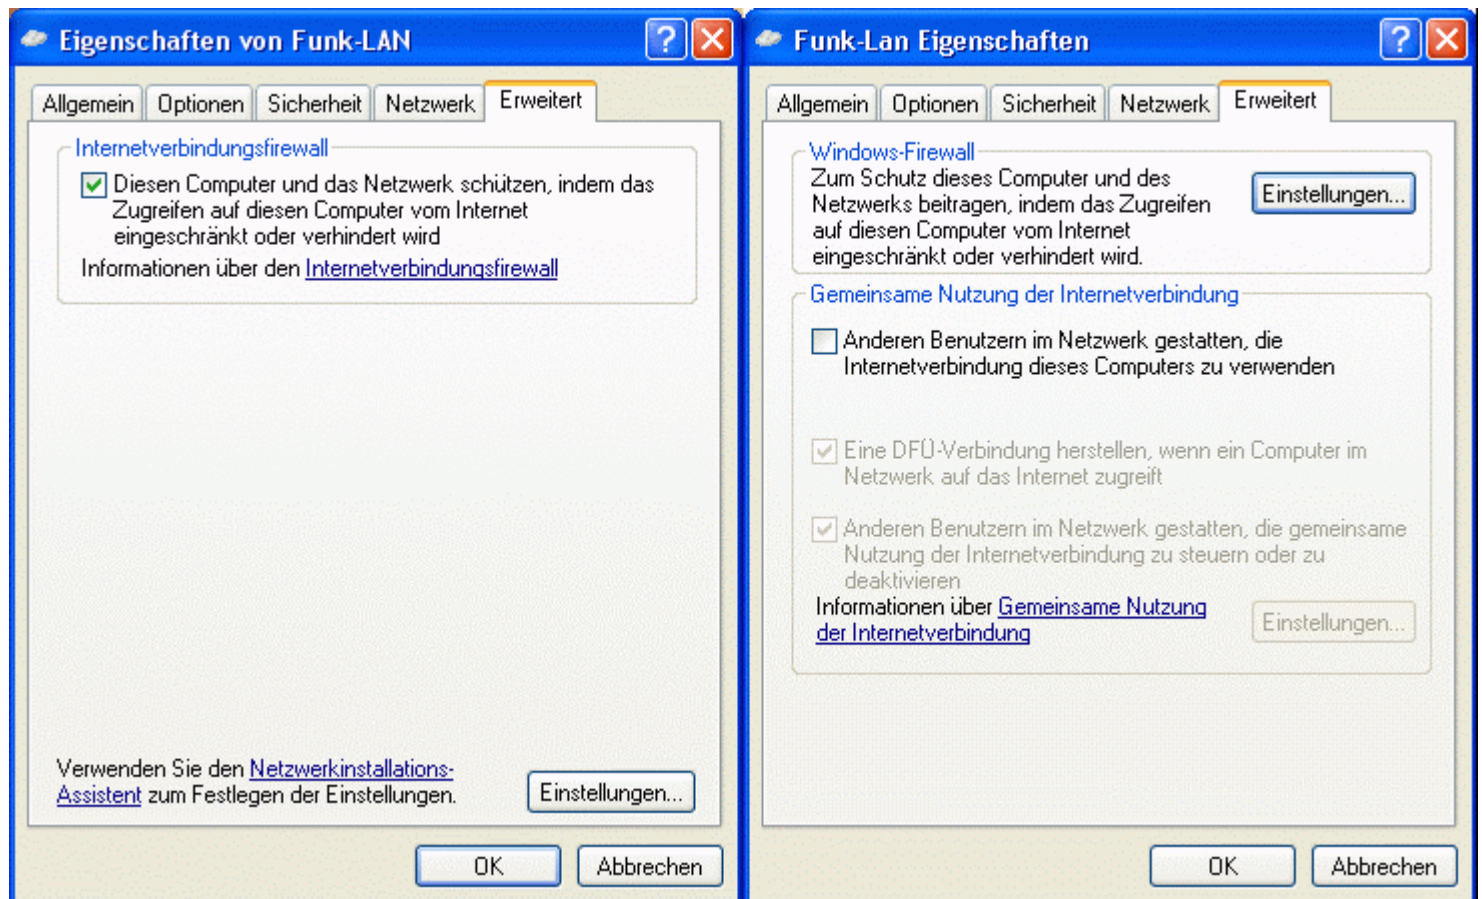 Eigenschaften von Funk-LAN
Allgemein Optionen Sicherheit Netzwerk Erweitert
Internetverbindungsfirewall
Diesen Computer und das Netzwerk schützen, indem das
Zugreifen auf diesen Computer vom Internet
eingeschränkt oder verhindert wird
Informationen über den Internetverbindungsfirewall
Verwenden Sie den Netzwerkinstallations-
Assistent zum Festlegen der Einstellungen.
Einstellungen...
OK Abbrechen
Funk-Lan Eigenschaften
Allgemein Optionen Sicherheit Netzwerk Erweitert
Windows-Firewall
Zum Schutz dieses Computer und des
Netzwerks beitragen, indem das Zugreifen
auf diesen Computer vom Internet
eingeschränkt oder verhindert wird.
Einstellungen...
Gemeinsame Nutzung der Internetverbindung
Anderen Benutzern im Netzwerk gestatten, die
Internetverbindung dieses Computers zu verwenden
Eine DFÜ-Verbindung herstellen, wenn ein Computer im
Netzwerk auf das Internet zugreift
Anderen Benutzern im Netzwerk gestatten, die gemeinsame
Nutzung der Internetverbindung zu steuern oder zu
deaktivieren
Informationen über Gemeinsame Nutzung
der Internetverbindung
Einstellungen...
OK Abbrechen